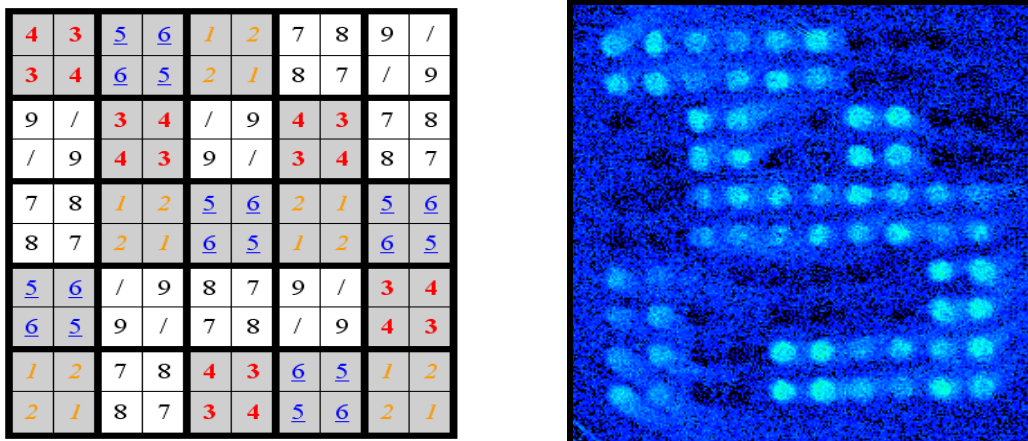 4 3 5 6 1 2 7 8 9 /
3 4 6 5 2 1 8 7 / 9
9 / 3 4 / 9 4 3 7 8
/ 9 4 3 9 / 3 4 8 7
7 8 1 2 5 6 2 1 5 6
8 7 2 1 6 5 1 2 6 5
5 6 / 9 8 7 9 / 3 4
6 5 9 / 7 8 / 9 4 3
1 2 7 8 4 3 6 5 1 2
2 1 8 7 3 4 5 6 2 1